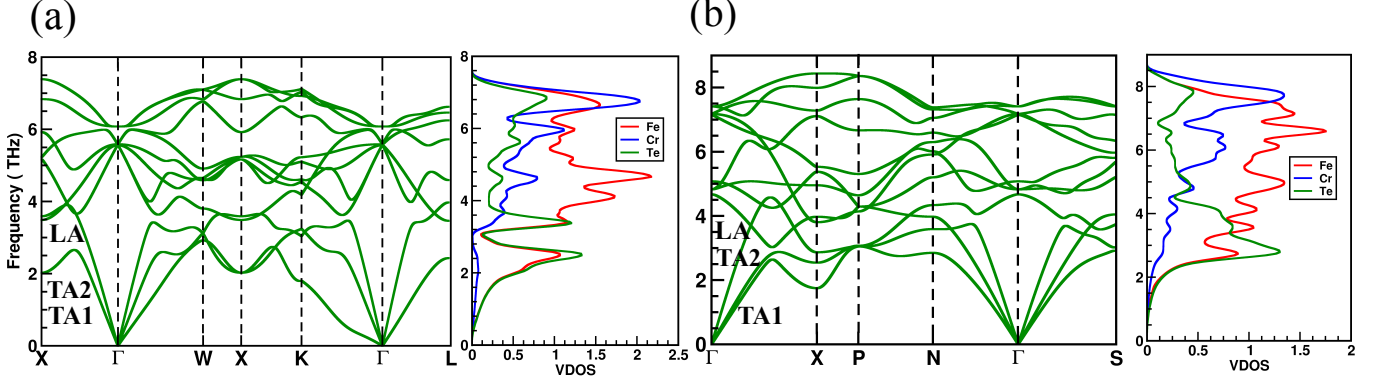 (a)
Frequency ( THz)
8
6
4
2
0
LA
TA2
TA1
X Γ W X K Γ L
8
6
4
2
Fe
Cr
Te
0 0.5 1 1.5 2 2.5
VDOS
(b)
8
6
4
2
0
LA
TA2
TA1
Γ X P N Γ S
8
6
4
2
0
Fe
Cr
Te
0 0.5 1 1.5 2
VDOS